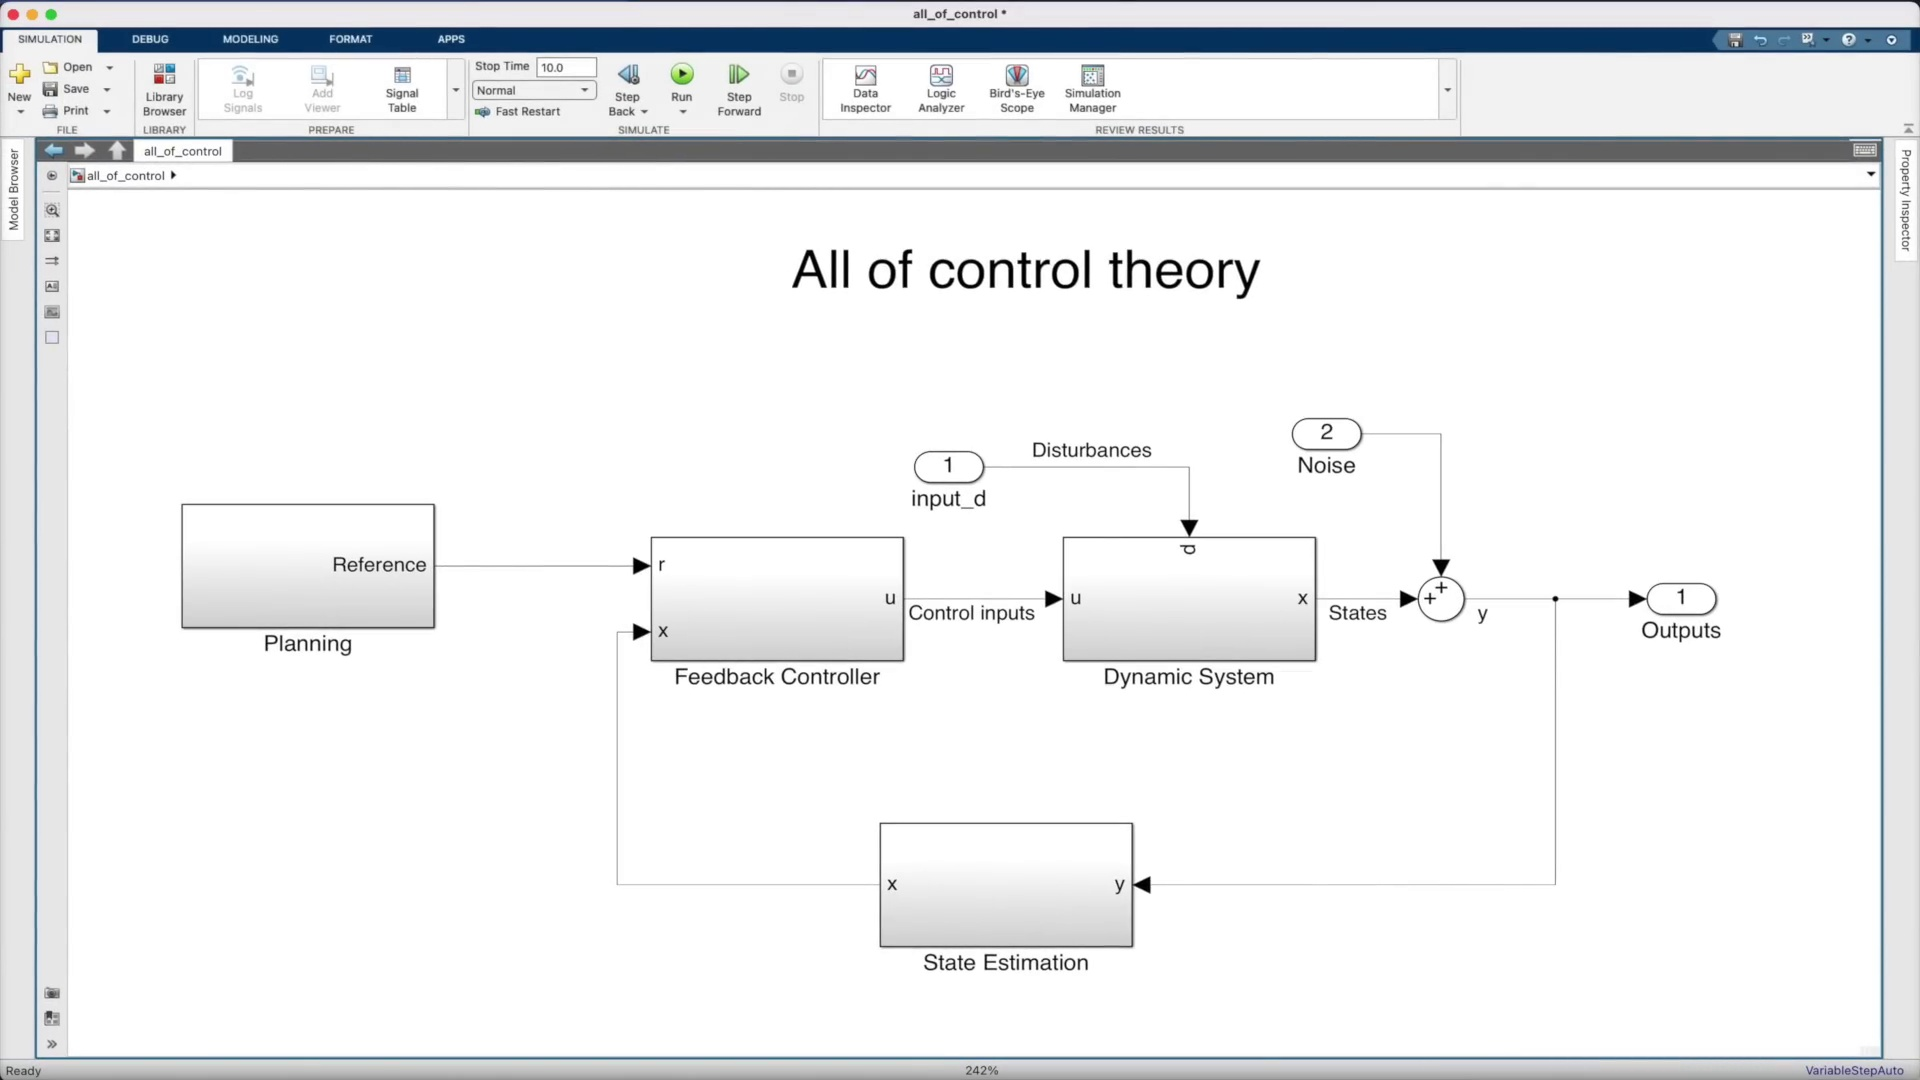 all_of_control *
SIMULATION DEBUG MODELING FORMAT APPS
New
Open
Save
Print
FILE
Library Browser
LIBRARY
Log Signals
Add Viewer
Signal Table
PREPARE
Stop Time 10.0
Normal
Fast Restart
Step Back
Run
Step Forward
Stop
SIMULATE
Data Inspector
Logic Analyzer
Bird's-Eye Scope
Simulation Manager
REVIEW RESULTS
Model Browser
Property Inspector
all_of_control
all_of_control
All of control theory
2
Noise
Disturbances
1
input_d
Reference
Planning
r
x
u
Feedback Controller
Control inputs
d
u
x
Dynamic System
States
+
+
y
1
Outputs
x
y
State Estimation
Ready
242%
VariableStepAuto